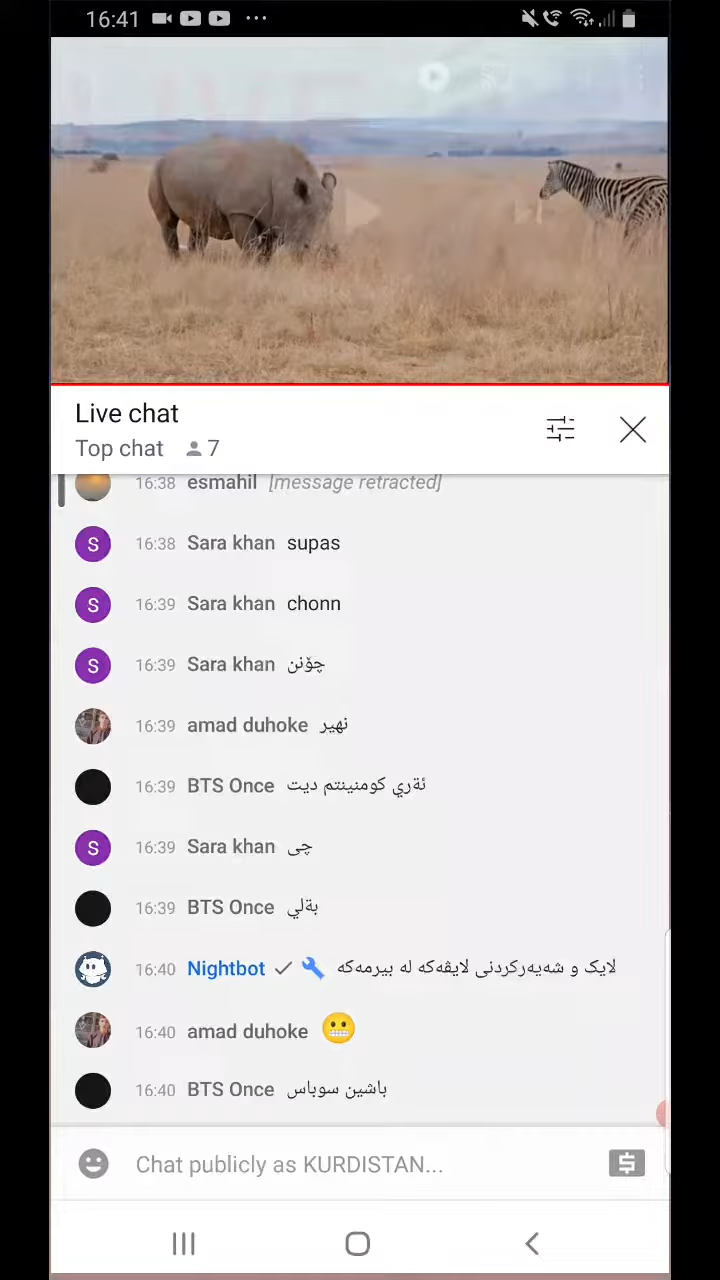 16:41
Live chat
Top chat 7
16:38 esmahil [message retracted]
S 16:38 Sara khan supas
S 16:39 Sara khan chonn
S 16:39 Sara khan چۆنن
16:39 amad duhoke نهیر
16:39 BTS Once ئةري كومنينتم ديت
S 16:39 Sara khan چی
16:39 BTS Once بةلي
16:40 Nightbot لایک و شەیەرکردنی لایڤەکە لە بیرمەکە
16:40 amad duhoke 😬
16:40 BTS Once باشين سوباس
Chat publicly as KURDISTAN...